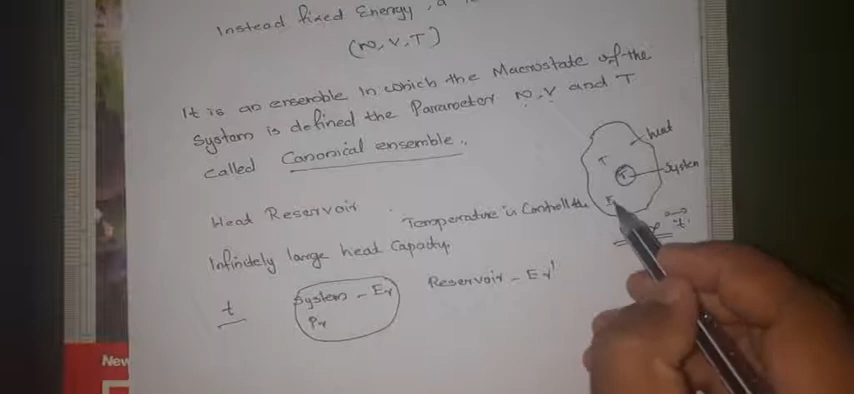 Instead fixed Energy, a
(N, V, T)
It is an ensemble in which the Macrostate of the
System is defined the Parameter N, V and T
called Canonical ensemble.
heat
T
T
System
Head Reservoir
Temperature is Controll the
Infinitely large heat Capacity.
t
System - Er
Pr
Reservoir - Er'
New